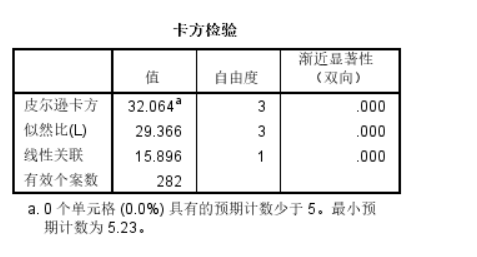 卡方检验
值 自由度 渐近显著性
（双向）
皮尔逊卡方 32.064a 3 .000
似然比(L) 29.366 3 .000
线性关联 15.896 1 .000
有效个案数 282
a. 0 个单元格 (0.0%) 具有的预期计数少于 5。最小预
期计数为 5.23。